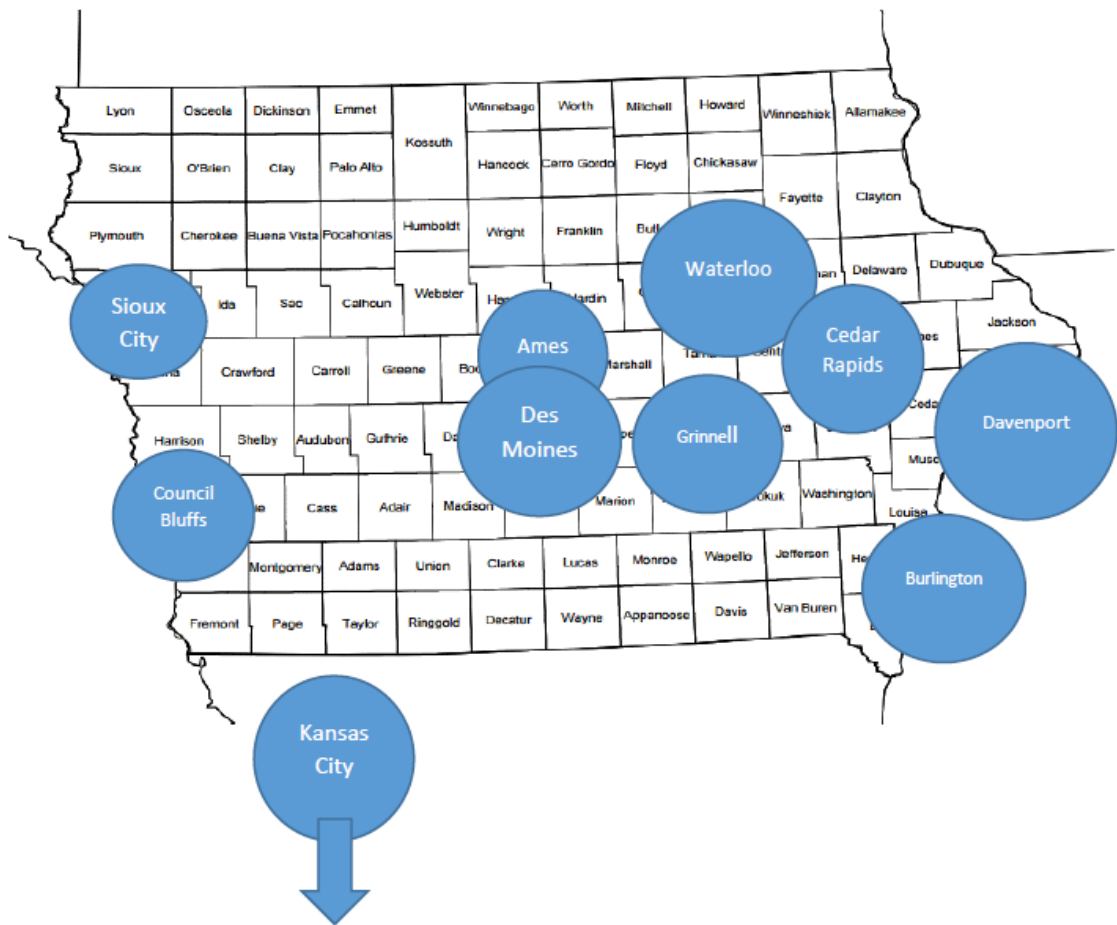 Lyon Osceola Dickinson Emmet Winnebago Worth Mitchell Howard Winneshiek Allamakee
Kossuth
Sioux O'Brien Clay Palo Alto Hancock Cerro Gordo Floyd Chickasaw
Fayette Clayton
Plymouth Cherokee Buena Vista Pocahontas Humboldt Wright Franklin
Waterloo
Delaware Dubuque
Sioux
City
Ida Sac Calhoun Webster
Jackson
Ames
Cedar
Rapids
Crawford Carroll Greene Marshall
Des
Moines
Grinnell
Davenport
Harrison Shelby Audubon Guthrie
Council
Bluffs
Cass Adair Madison Marion Washington Louisa
Montgomery Adams Union Clarke Lucas Monroe Wapello Jefferson
Burlington
Fremont Page Taylor Ringgold Decatur Wayne Appanoose Davis Van Buren
Kansas
City